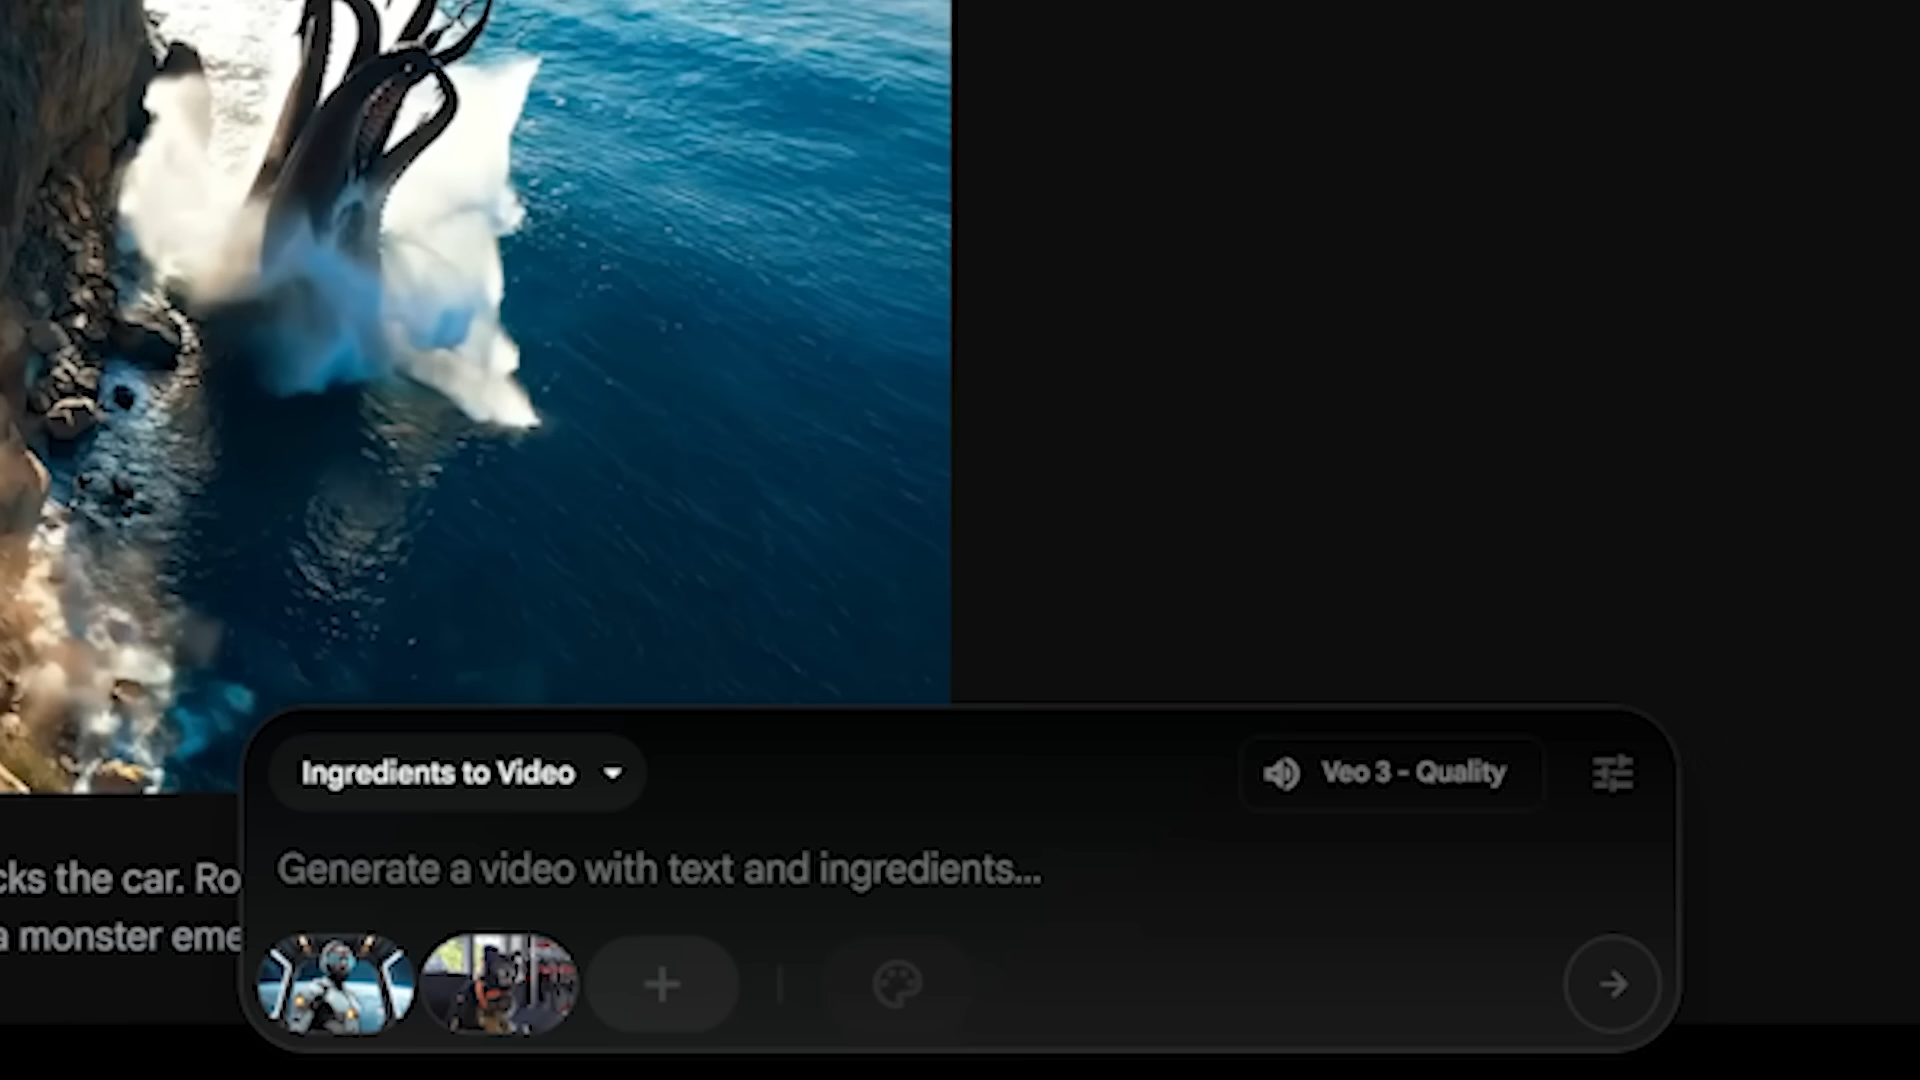 Ingredients to Video
Veo 3 - Quality
Generate a video with text and ingredients...
cks the car. Ro
a monster eme